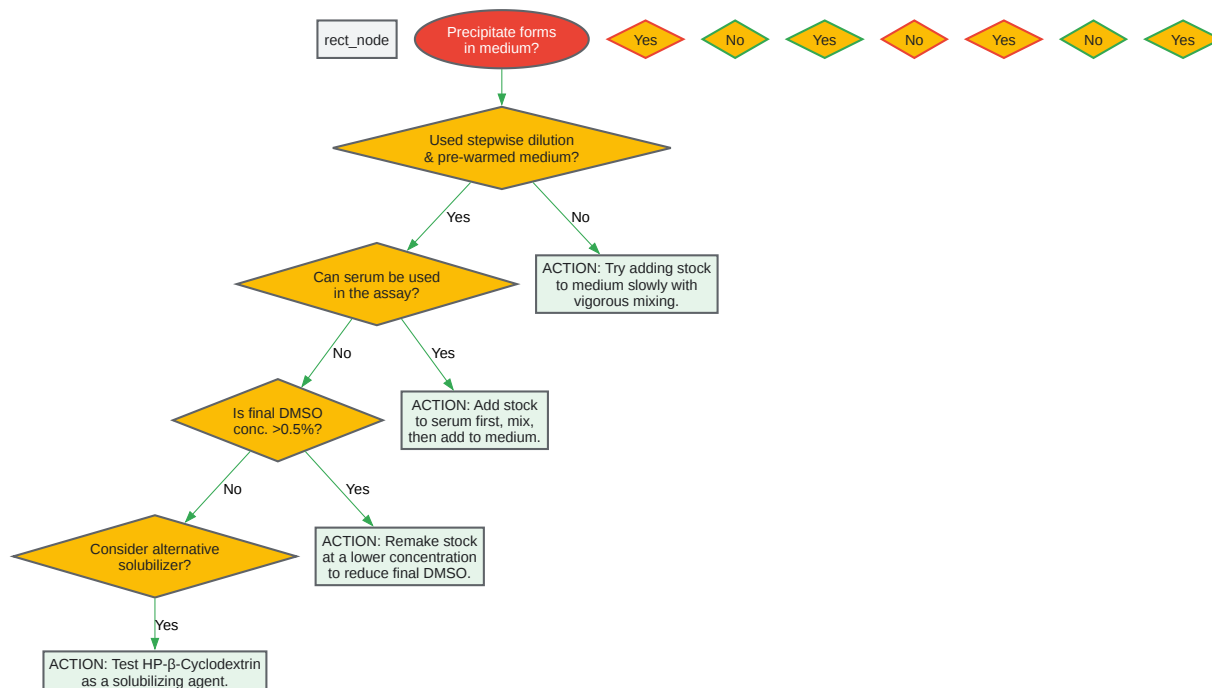 rect_node
Precipitate forms
in medium?
Yes
No
Yes
No
Yes
No
Yes
Used stepwise dilution
& pre-warmed medium?
Yes
No
Can serum be used
in the assay?
ACTION: Try adding stock
to medium slowly with
vigorous mixing.
No
Yes
Is final DMSO
conc. >0.5%?
ACTION: Add stock
to serum first, mix,
then add to medium.
No
Yes
Consider alternative
solubilizer?
ACTION: Remake stock
at a lower concentration
to reduce final DMSO.
Yes
ACTION: Test HP-β-Cyclodextrin
as a solubilizing agent.